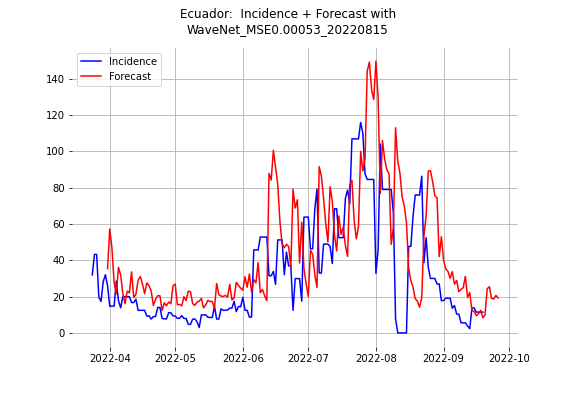 Ecuador:  Incidence + Forecast with
WaveNet_MSE0.00053_20220815
Incidence
Forecast
140
120
100
80
60
40
20
0
2022-04 2022-05 2022-06 2022-07 2022-08 2022-09 2022-10